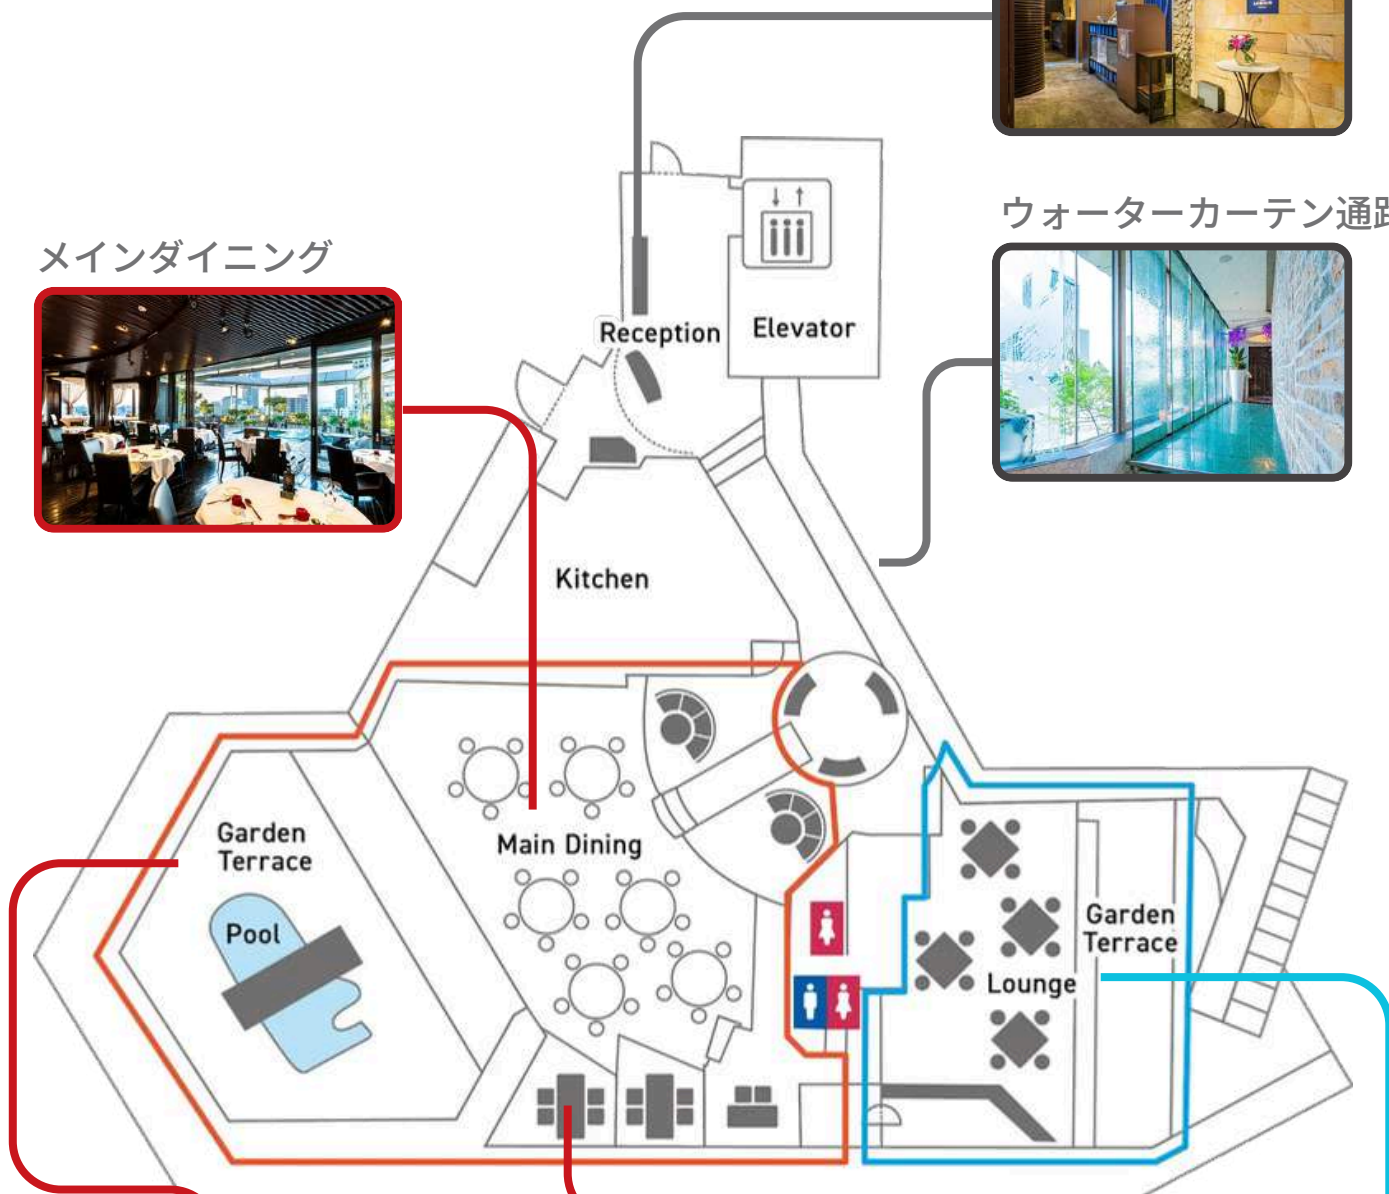 ウォーターカーテン通路
メインダイニング
Reception
Elevator
Kitchen
Garden
Terrace
Main Dining
Pool
Garden
Terrace
Lounge